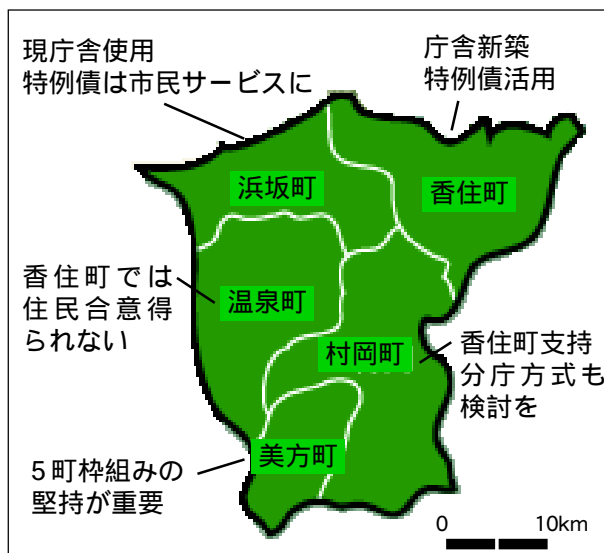 現庁舎使用
特例債は市民サービスに
庁舎新築
特例債活用
浜坂町
香住町
香住町では
住民合意得
られない
温泉町
村岡町
香住町支持
分庁方式も
検討を
美方町
5町枠組みの
堅持が重要
0 10km